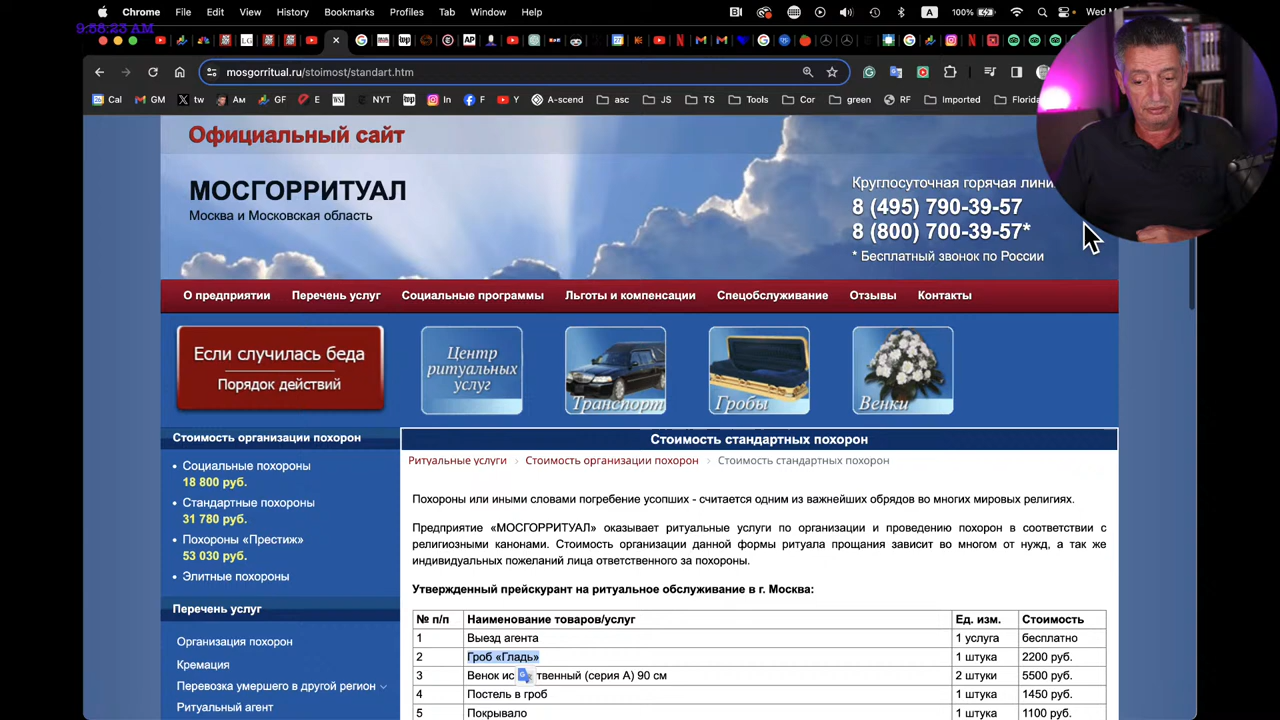 Chrome File Edit View History Bookmarks Profiles Tab Window Help A 100% Wed M
9:58:23 AM
mosgorritual.ru/stoimost/standart.htm
Cal GM tw Ам GF E NYT In F Y A-scend asc JS TS Tools Cor green RF Imported Florida
Официальный сайт
МОСГОРРИТУАЛ
Москва и Московская область
Круглосуточная горячая лини
8 (495) 790-39-57
8 (800) 700-39-57*
* Бесплатный звонок по России
О предприятии Перечень услуг Социальные программы Льготы и компенсации Спецобслуживание Отзывы Контакты
Если случилась беда
Порядок действий
Центр
ритуальных
услуг
Транспорт
Гробы
Венки
Стоимость организации похорон
Социальные похороны
18 800 руб.
Стандартные похороны
31 780 руб.
Похороны «Престиж»
53 030 руб.
Элитные похороны
Перечень услуг
Организация похорон
Кремация
Перевозка умершего в другой регион
Ритуальный агент
Стоимость стандартных похорон
Ритуальные услуги › Стоимость организации похорон › Стоимость стандартных похорон
Похороны или иными словами погребение усопших - считается одним из важнейших обрядов во многих мировых религиях.
Предприятие «МОСГОРРИТУАЛ» оказывает ритуальные услуги по организации и проведению похорон в соответствии с
религиозными канонами. Стоимость организации данной формы ритуала прощания зависит во многом от нужд, а так же
индивидуальных пожеланий лица ответственного за похороны.
Утвержденный прейскурант на ритуальное обслуживание в г. Москва:
№ п/п Наименование товаров/услуг Ед. изм. Стоимость
1 Выезд агента 1 услуга бесплатно
2 Гроб «Гладь» 1 штука 2200 руб.
3 Венок ис твенный (серия А) 90 см 2 штуки 5500 руб.
4 Постель в гроб 1 штука 1450 руб.
5 Покрывало 1 штука 1100 руб.